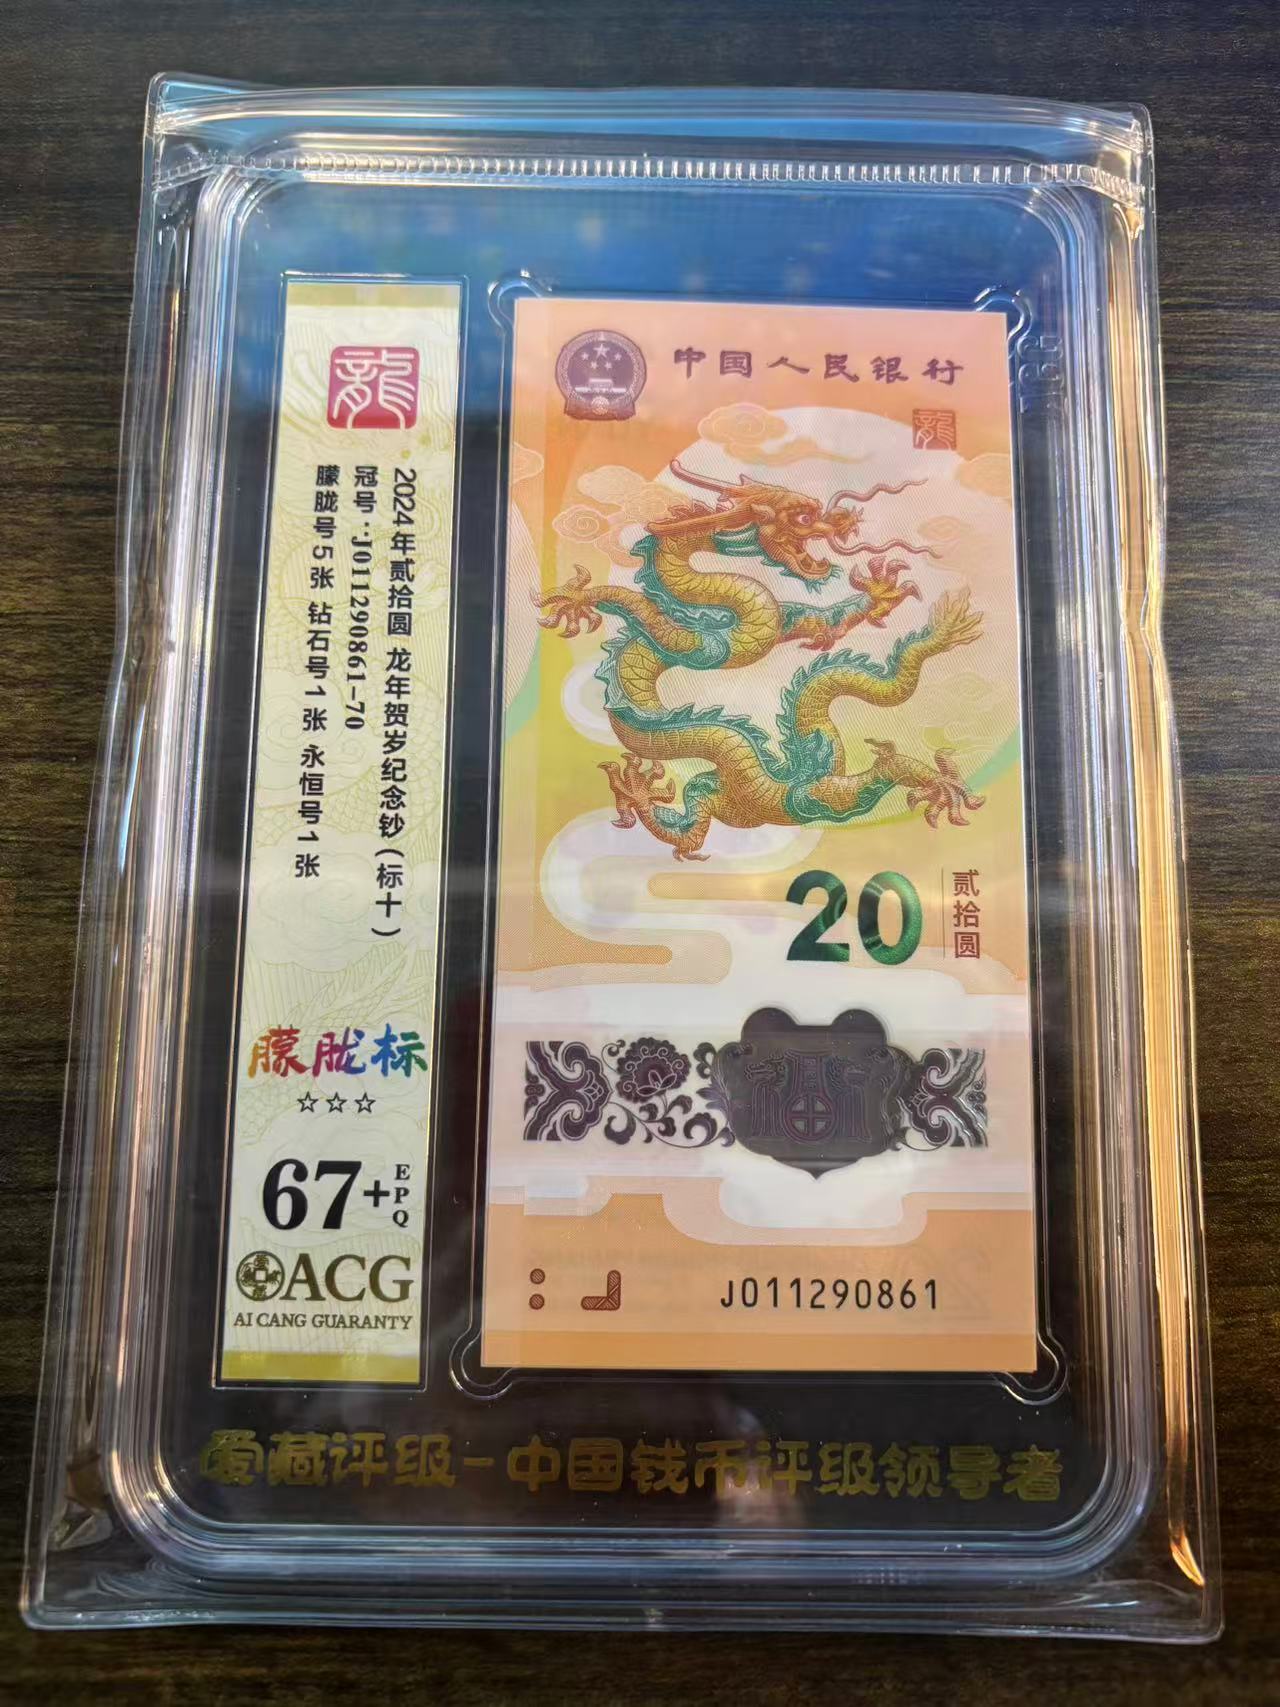 龍
2024年贰拾圆 龙年贺岁纪念钞（标十）
冠号：J011290861-70
朦胧号5张 钻石号1张 永恒号1张
朦胧标
☆☆☆
67+
EPQ
ACG
AI CANG GUARANTY
中国人民银行
龍
20
贰拾圆
J011290861
爱藏评级-中国钱币评级领导者